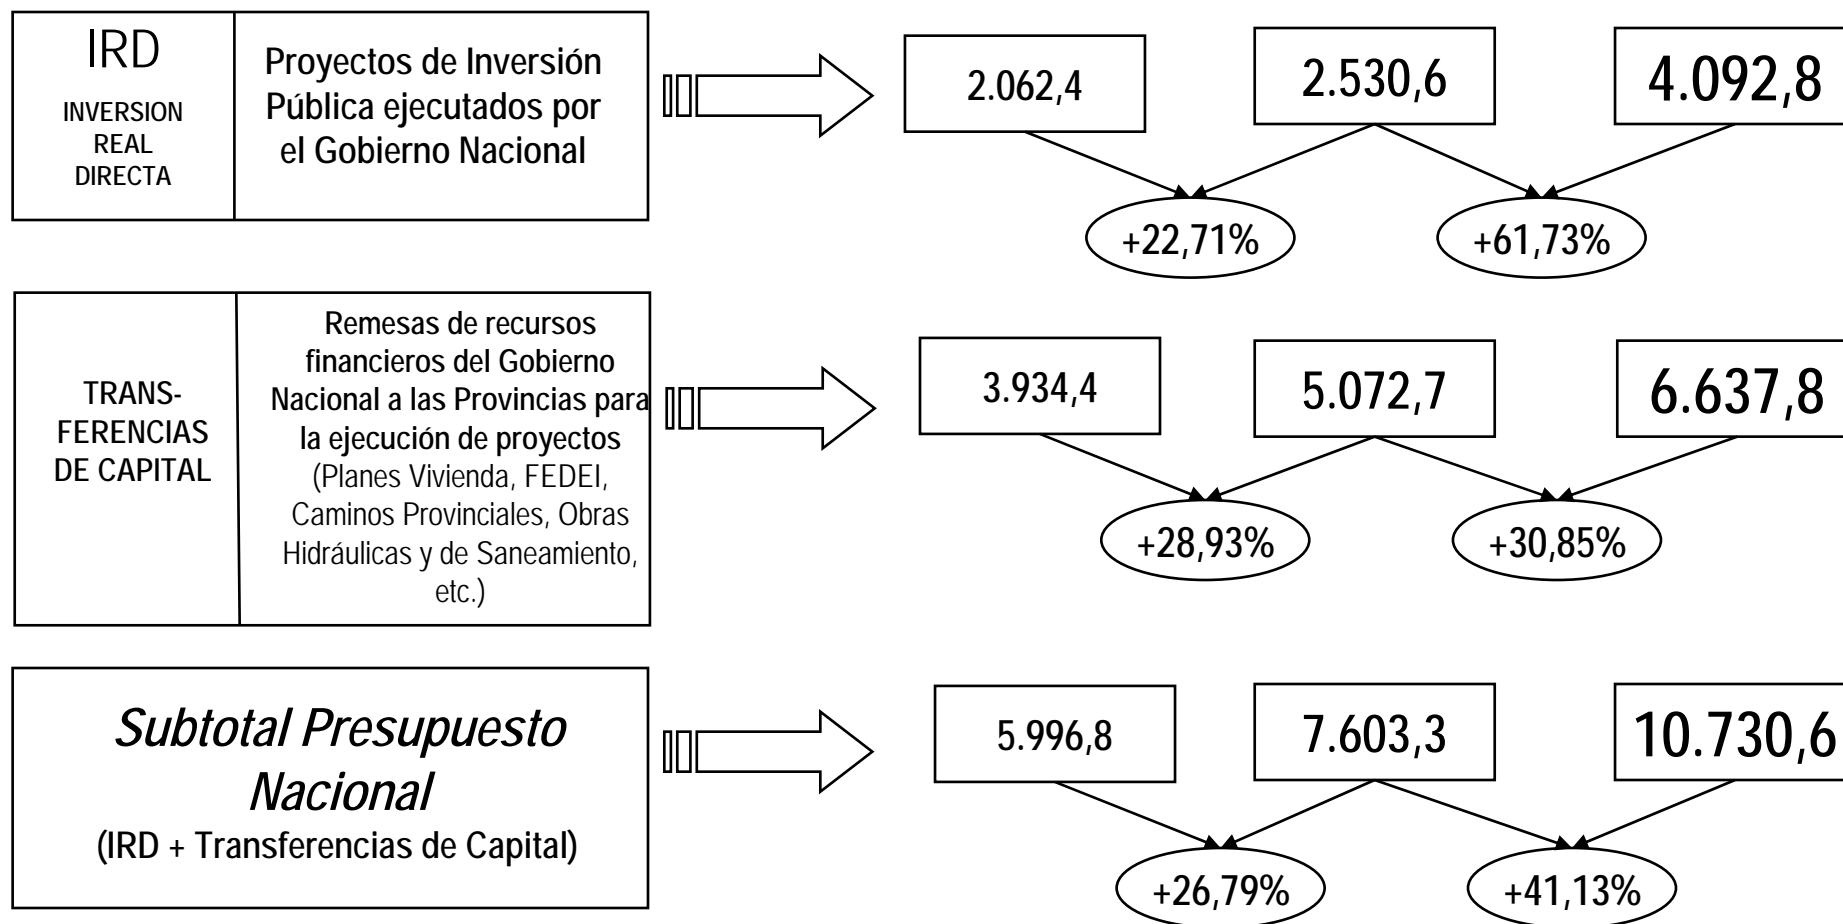 IRD
INVERSION
REAL
DIRECTA
Proyectos de Inversión
Pública ejecutados por
el Gobierno Nacional
2.062,4
2.530,6
4.092,8
+22,71%
+61,73%
TRANS-
FERENCIAS
DE CAPITAL
Remesas de recursos
financieros del Gobierno
Nacional a las Provincias para
la ejecución de proyectos
(Planes Vivienda, FEDEI,
Caminos Provinciales, Obras
Hidráulicas y de Saneamiento,
etc.)
3.934,4
5.072,7
6.637,8
+28,93%
+30,85%
Subtotal Presupuesto
Nacional
(IRD + Transferencias de Capital)
5.996,8
7.603,3
10.730,6
+26,79%
+41,13%